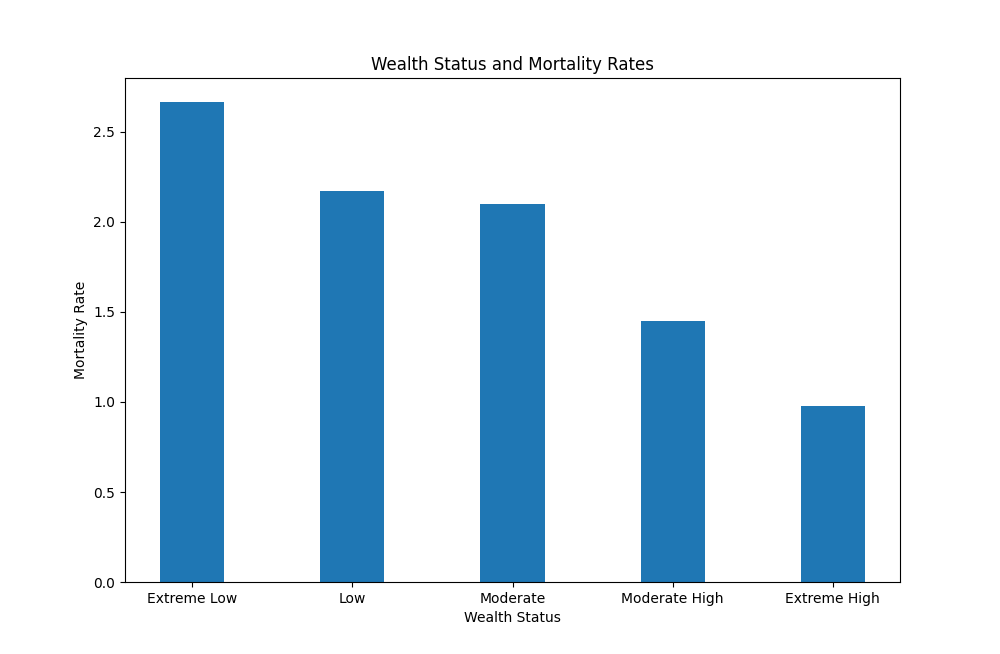 Wealth Status and Mortality Rates
Mortality Rate
2.5
2.0
1.5
1.0
0.5
0.0
Extreme Low Low Moderate Moderate High Extreme High
Wealth Status